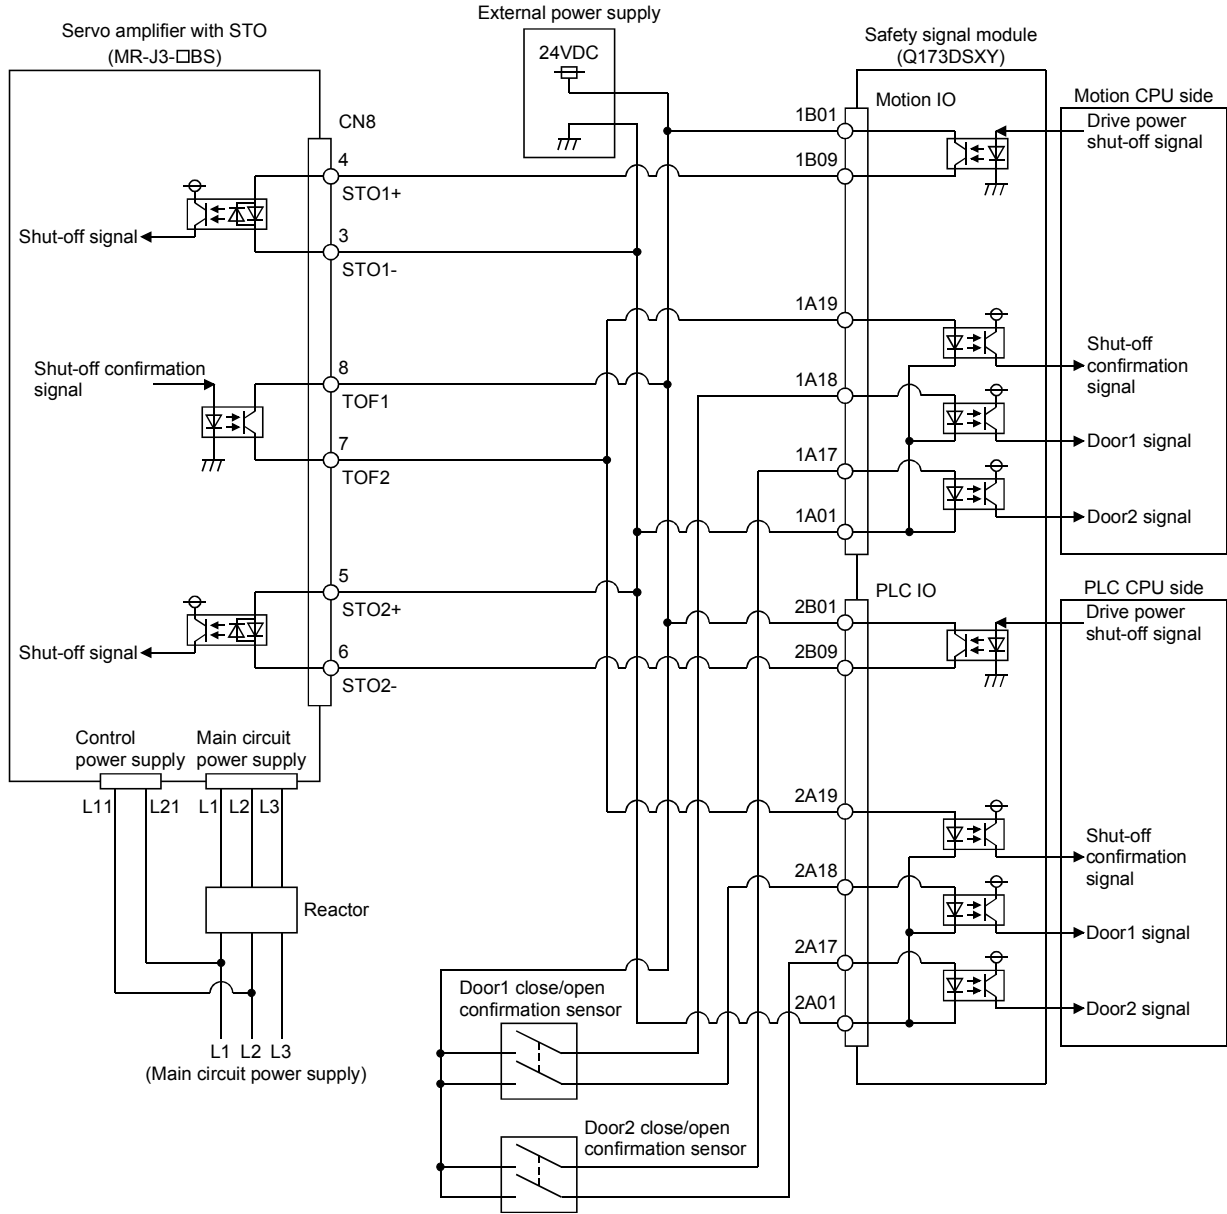 External power supply
24VDC
Servo amplifier with STO
(MR-J3-□BS)
CN8
4
STO1+
3
STO1-
Shut-off signal
Shut-off confirmation
signal
8
TOF1
7
TOF2
5
STO2+
6
STO2-
Shut-off signal
Control
power supply
Main circuit
power supply
L11
L21
L1
L2
L3
Reactor
L1
L2
L3
(Main circuit power supply)
Safety signal module
(Q173DSXY)
Motion IO
1B01
1B09
1A19
1A18
1A17
1A01
Motion CPU side
Drive power
shut-off signal
Shut-off
confirmation
signal
Door1 signal
Door2 signal
PLC IO
2B01
2B09
2A19
2A18
2A17
2A01
PLC CPU side
Drive power
shut-off signal
Shut-off
confirmation
signal
Door1 signal
Door2 signal
Door1 close/open
confirmation sensor
Door2 close/open
confirmation sensor